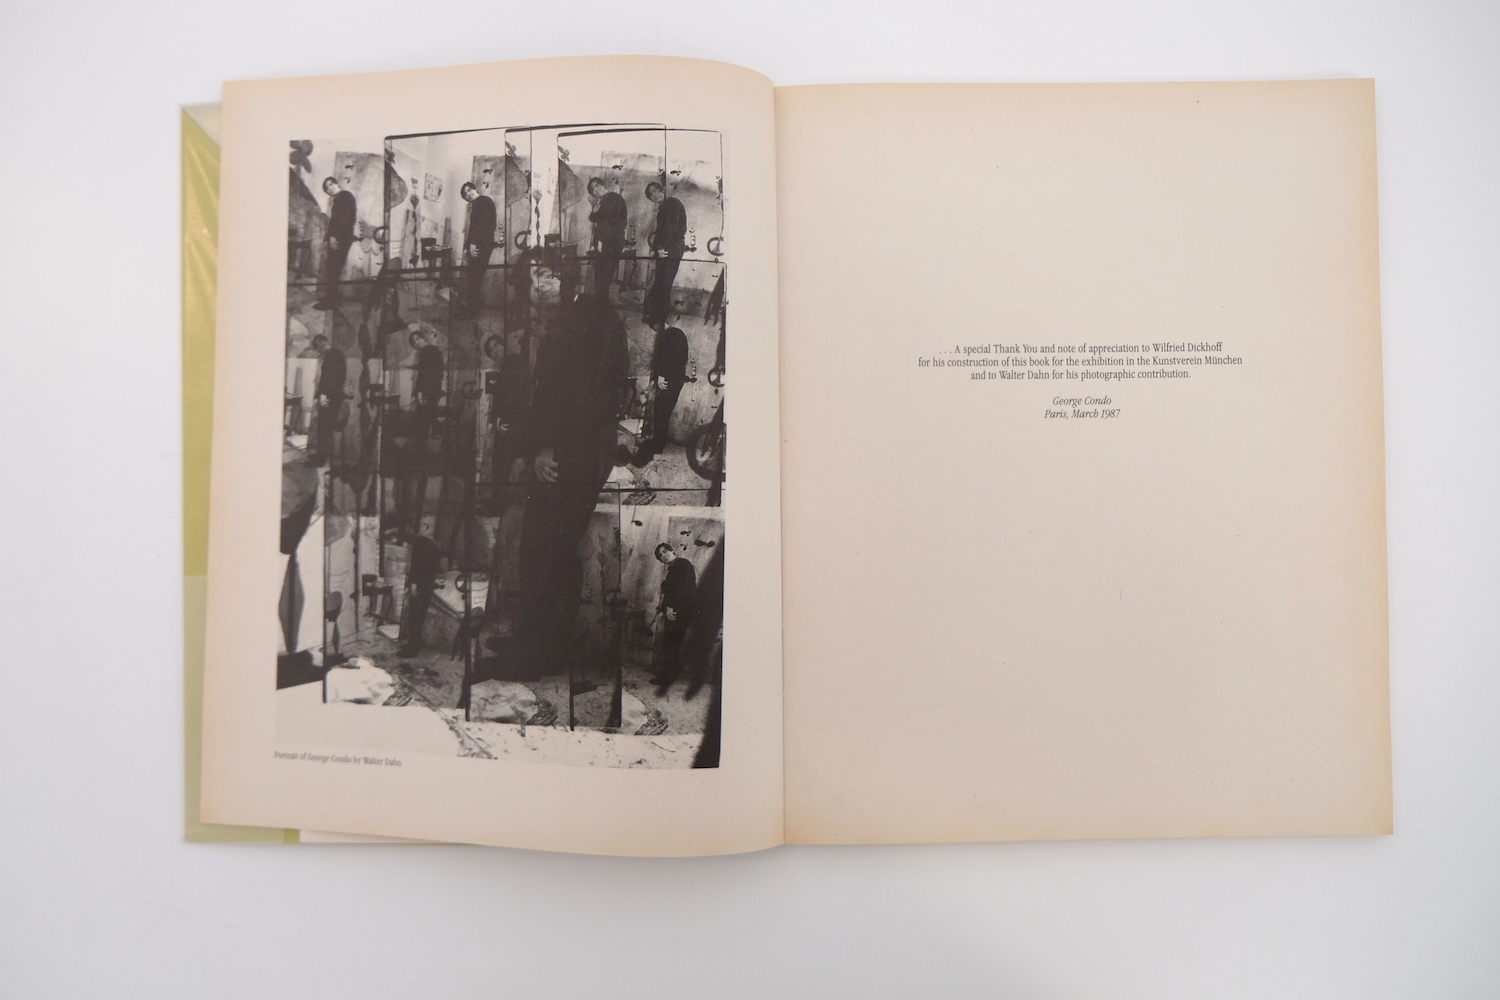 Portrait of George Condo by Walter Dahn
. . . A special Thank You and note of appreciation to Wilfried Dickhoff
for his construction of this book for the exhibition in the Kunstverein München
and to Walter Dahn for his photographic contribution.
George Condo
Paris, March 1987